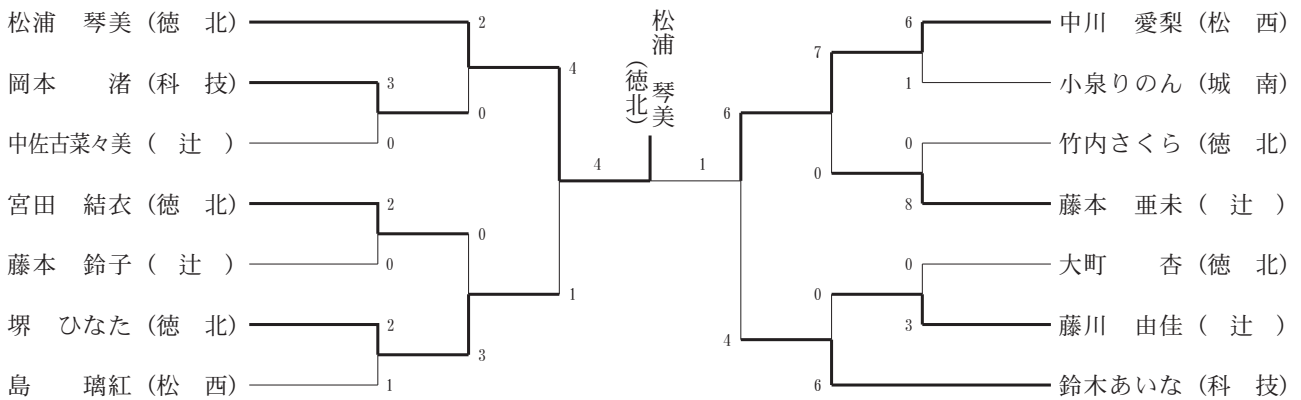 松浦　琴美（徳　北）
岡本　　渚（科　技）
中佐古菜々美（　辻　）
宮田　結衣（徳　北）
藤本　鈴子（　辻　）
堺　ひなた（徳　北）
島　　璃紅（松　西）
2
3
0
0
2
0
0
2
1
3
4
1
4
松浦　琴美
（徳北）
1
6
4
7
0
0
6
6
1
0
8
0
3
中川　愛梨（松　西）
小泉りのん（城　南）
竹内さくら（徳　北）
藤本　亜未（　辻　）
大町　　杏（徳　北）
藤川　由佳（　辻　）
鈴木あいな（科　技）